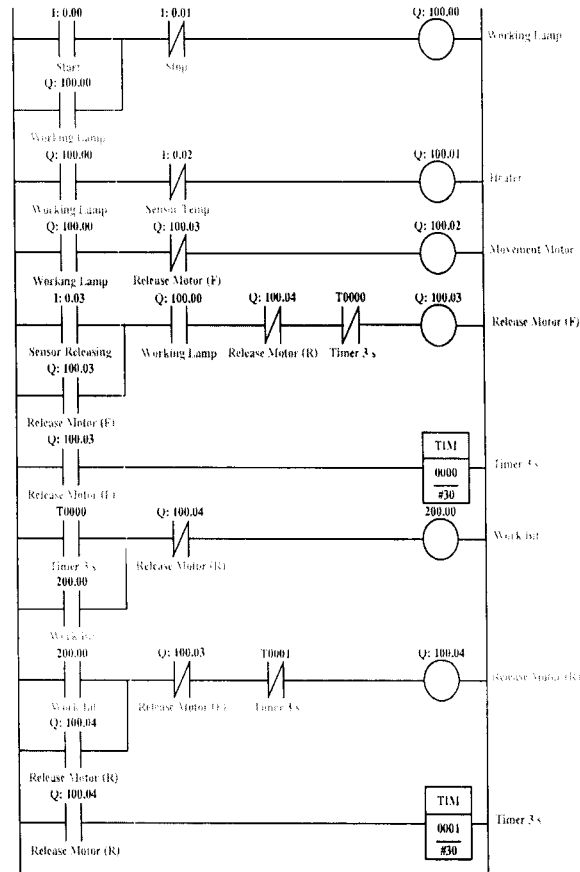 I: 0.00 I: 0.01 Q: 100.00
Working Lamp
Start Stop
Q: 100.00
Working Lamp
Q: 100.00 I: 0.02 Q: 100.01
Heater
Working Lamp Sensor Temp
Q: 100.00 Q: 100.03 Q: 100.02
Movement Motor
Working Lamp Release Motor (F)
I: 0.03 Q: 100.00 Q: 100.04 T0000 Q: 100.03
Release Motor (F)
Sensor Releasing Working Lamp Release Motor (R) Timer 3 s
Q: 100.03
Release Motor (F)
Q: 100.03
TIM
Timer 3 s
0000
Release Motor (F)
#30
T0000 Q: 100.04 200.00
Work bit
Timer 3 s Release Motor (R)
200.00
Work bit
200.00 Q: 100.03 T0001 Q: 100.04
Release Motor (R)
Work bit Release Motor (F) Timer 3 s
Q: 100.04
Release Motor (R)
Q: 100.04
TIM
Timer 3 s
0001
Release Motor (R)
#30